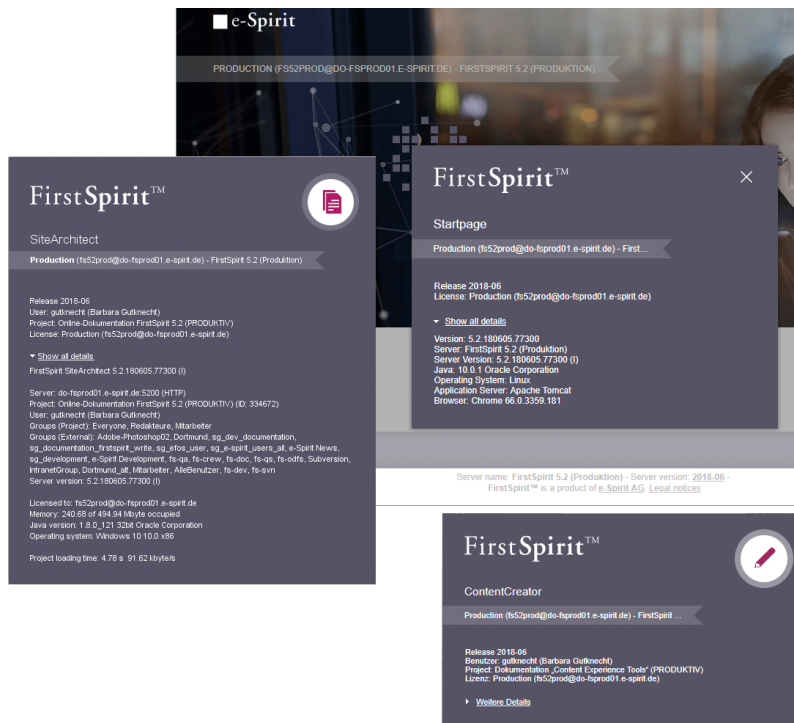 e-Spirit
PRODUCTION (FS52PROD@DO-FSPROD01.E-SPIRIT.DE) - FIRSTSPIRIT 5.2 (PRODUKTION)
FirstSpirit™
SiteArchitect
Production (fs52prod@do-fsprod01.e-spirit.de) - FirstSpirit 5.2 (Produktion)
Release 2018-06
User: gutknecht (Barbara Gutknecht)
Project: Online-Dokumentation FirstSpirit 5.2 (PRODUKTIV)
License: Production (fs52prod@do-fsprod01.e-spirit.de)
Show all details
FirstSpirit SiteArchitect 5.2.180605.77300 (I)
Server: do-fsprod01.e-spirit.de:5200 (HTTP)
Project: Online-Dokumentation FirstSpirit 5.2 (PRODUKTIV) (ID: 334672)
User: gutknecht (Barbara Gutknecht)
Groups (Project): Everyone, Redakteure, Mitarbeiter
Groups (External): Adobe-Photoshop02, Dortmund, sg_dev_documentation,
sg_documentation_firstspirit_write, sg_efos_user, sg_e-spirit_users_all, e-Spirit News,
sg_development, e-Spirit Development, fs-qa, fs-crew, fs-doc, fs-qs, fs-odfs, Subversion,
IntranetGroup, Dortmund_alt, Mitarbeiter, AlleBenutzer, fs-dev, fs-svn
Server version: 5.2.180605.77300 (I)
Licensed to: fs52prod@do-fsprod01.e-spirit.de
Memory: 240.68 of 494.94 Mbyte occupied
Java version: 1.8.0_121 32bit Oracle Corporation
Operating system: Windows 10 10.0 x86
Project loading time: 4.78 s  91.62 kbyte/s
FirstSpirit™
Startpage
Production (fs52prod@do-fsprod01.e-spirit.de) - First...
Release 2018-06
License: Production (fs52prod@do-fsprod01.e-spirit.de)
Show all details
Version: 5.2.180605.77300
Server: FirstSpirit 5.2 (Produktion)
Server Version: 5.2.180605.77300 (I)
Java: 10.0.1 Oracle Corporation
Operating System: Linux
Application Server: Apache Tomcat
Browser: Chrome 66.0.3359.181
Server name: FirstSpirit 5.2 (Produktion) - Server version: 2018-06 -
FirstSpirit™ is a product of e-Spirit AG. Legal notices
FirstSpirit™
ContentCreator
Production (fs52prod@do-fsprod01.e-spirit.de) - FirstSpirit ...
Release 2018-06
Benutzer: gutknecht (Barbara Gutknecht)
Project: Dokumentation „Content Experience Tools“ (PRODUKTIV)
Lizenz: Production (fs52prod@do-fsprod01.e-spirit.de)
Weitere Details